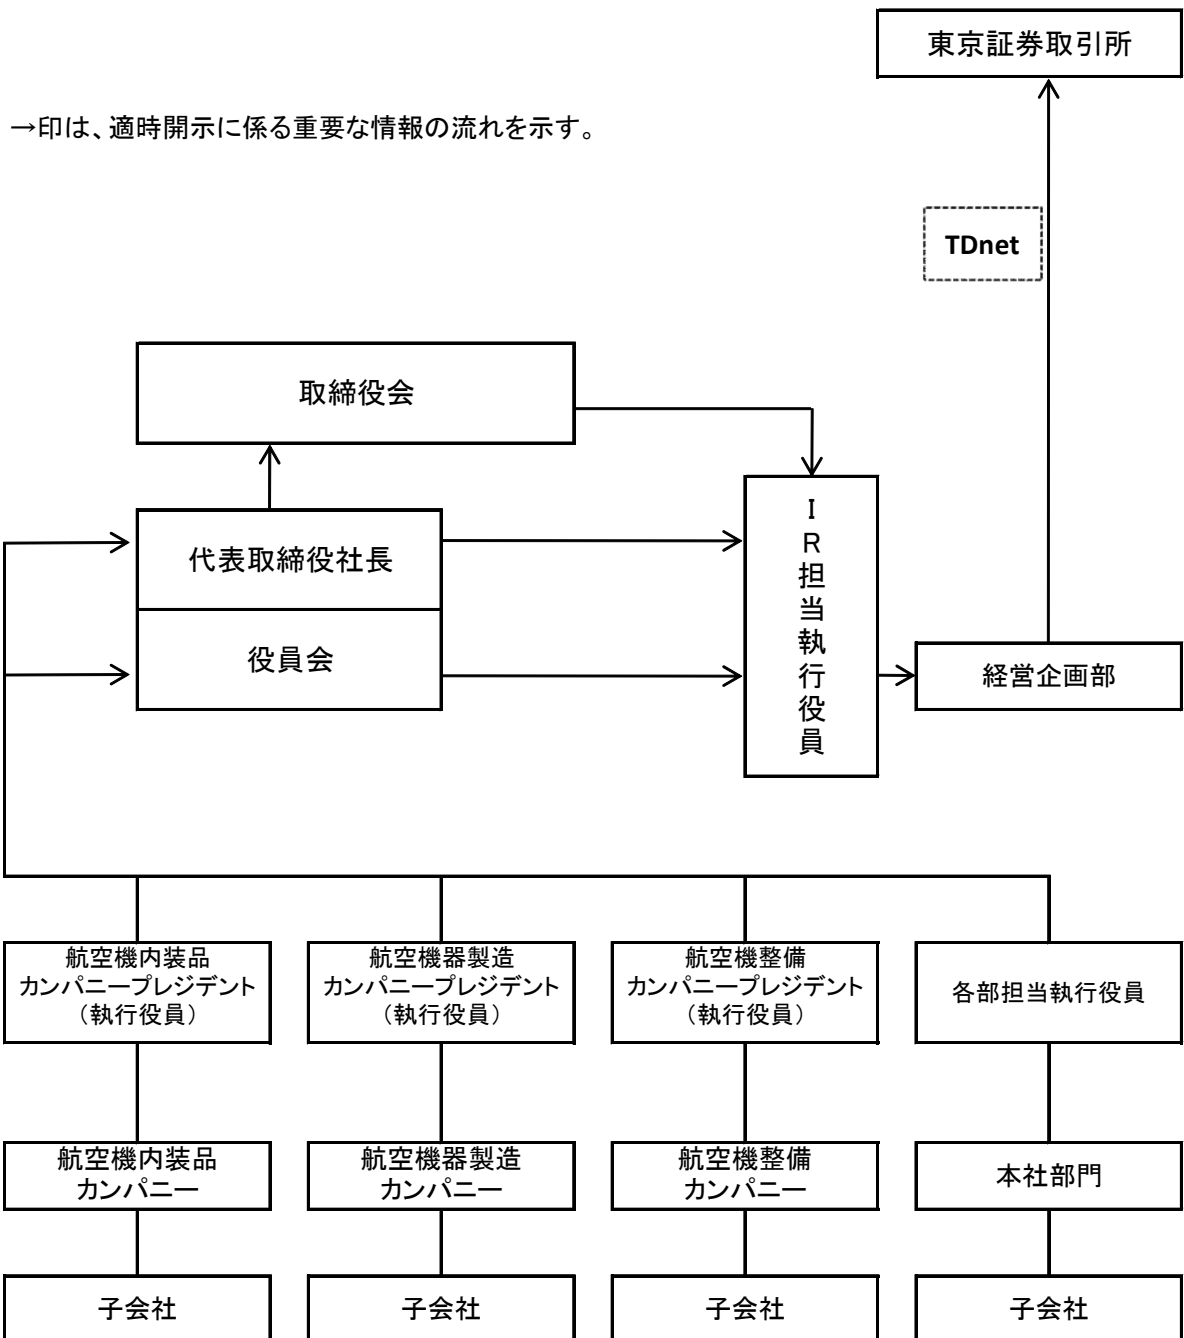 東京証券取引所
→印は、適時開示に係る重要な情報の流れを示す。
TDnet
取締役会
代表取締役社長
役員会
IR担当執行役員
経営企画部
航空機内装品
カンパニープレジデント
（執行役員）
航空機器製造
カンパニープレジデント
（執行役員）
航空機整備
カンパニープレジデント
（執行役員）
各部担当執行役員
航空機内装品
カンパニー
航空機器製造
カンパニー
航空機整備
カンパニー
本社部門
子会社
子会社
子会社
子会社